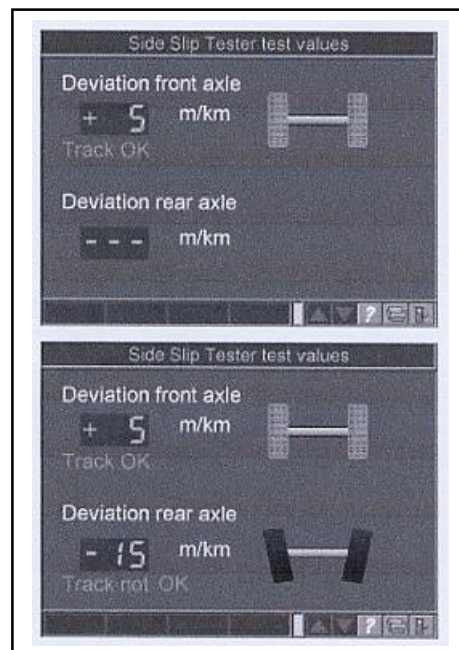 Side Slip Tester test values
Deviation front axle
+ 5 m/km
Track OK
Deviation rear axle
- - - m/km
?
Side Slip Tester test values
Deviation front axle
+ 5 m/km
Track OK
Deviation rear axle
- 15 m/km
Track not OK
?